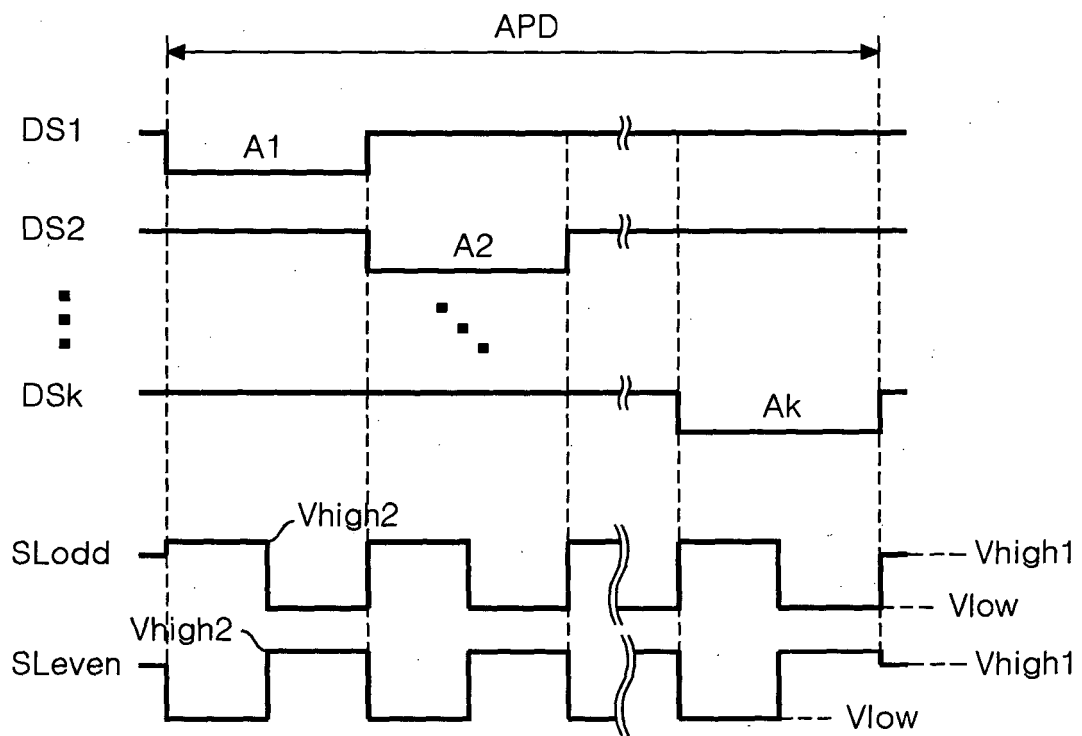 APD
DS1
A1
DS2
A2
DSk
Ak
Vhigh2
SLodd
Vhigh1
Vlow
Vhigh2
SLeven
Vhigh1
Vlow